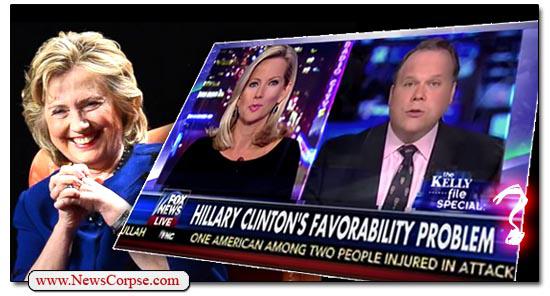 the
KELLY
file
SPECIAL
FOX
NEWS
LIVE
HILLARY CLINTON'S FAVORABILITY PROBLEM
?
ULLAH
FNC
ONE AMERICAN AMONG TWO PEOPLE INJURED IN ATTACK
www.NewsCorpse.com